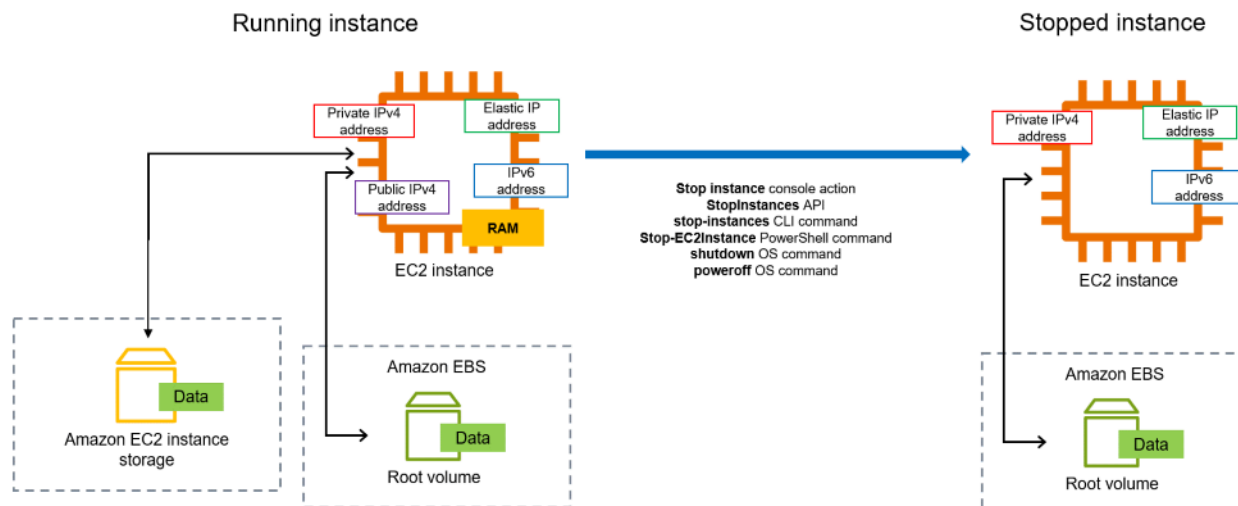 Running instance
Stopped instance
Private IPv4
address
Elastic IP
address
Public IPv4
address
IPv6
address
RAM
EC2 instance
Stop instance console action
StopInstances API
stop-instances CLI command
Stop-EC2Instance PowerShell command
shutdown OS command
poweroff OS command
Private IPv4
address
Elastic IP
address
IPv6
address
EC2 instance
Data
Amazon EC2 instance
storage
Amazon EBS
Data
Root volume
Amazon EBS
Data
Root volume